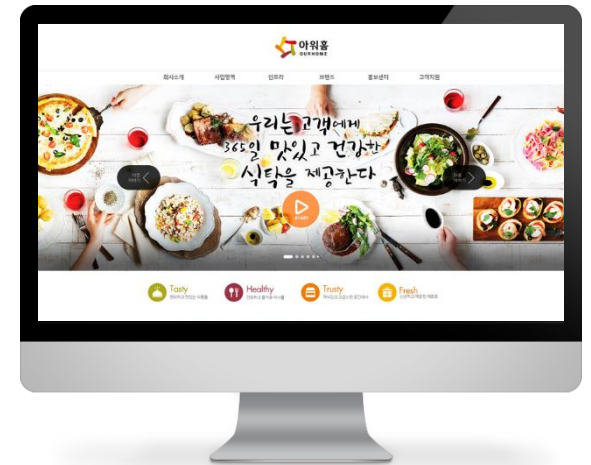 아워홈
OURHOME
회사소개 사업영역 인프라 브랜드 홍보센터 고객지원
우리는 고객에게
365일 맛있고 건강한
식탁을 제공한다
START
Tasty
Healthy
Trusty
Fresh